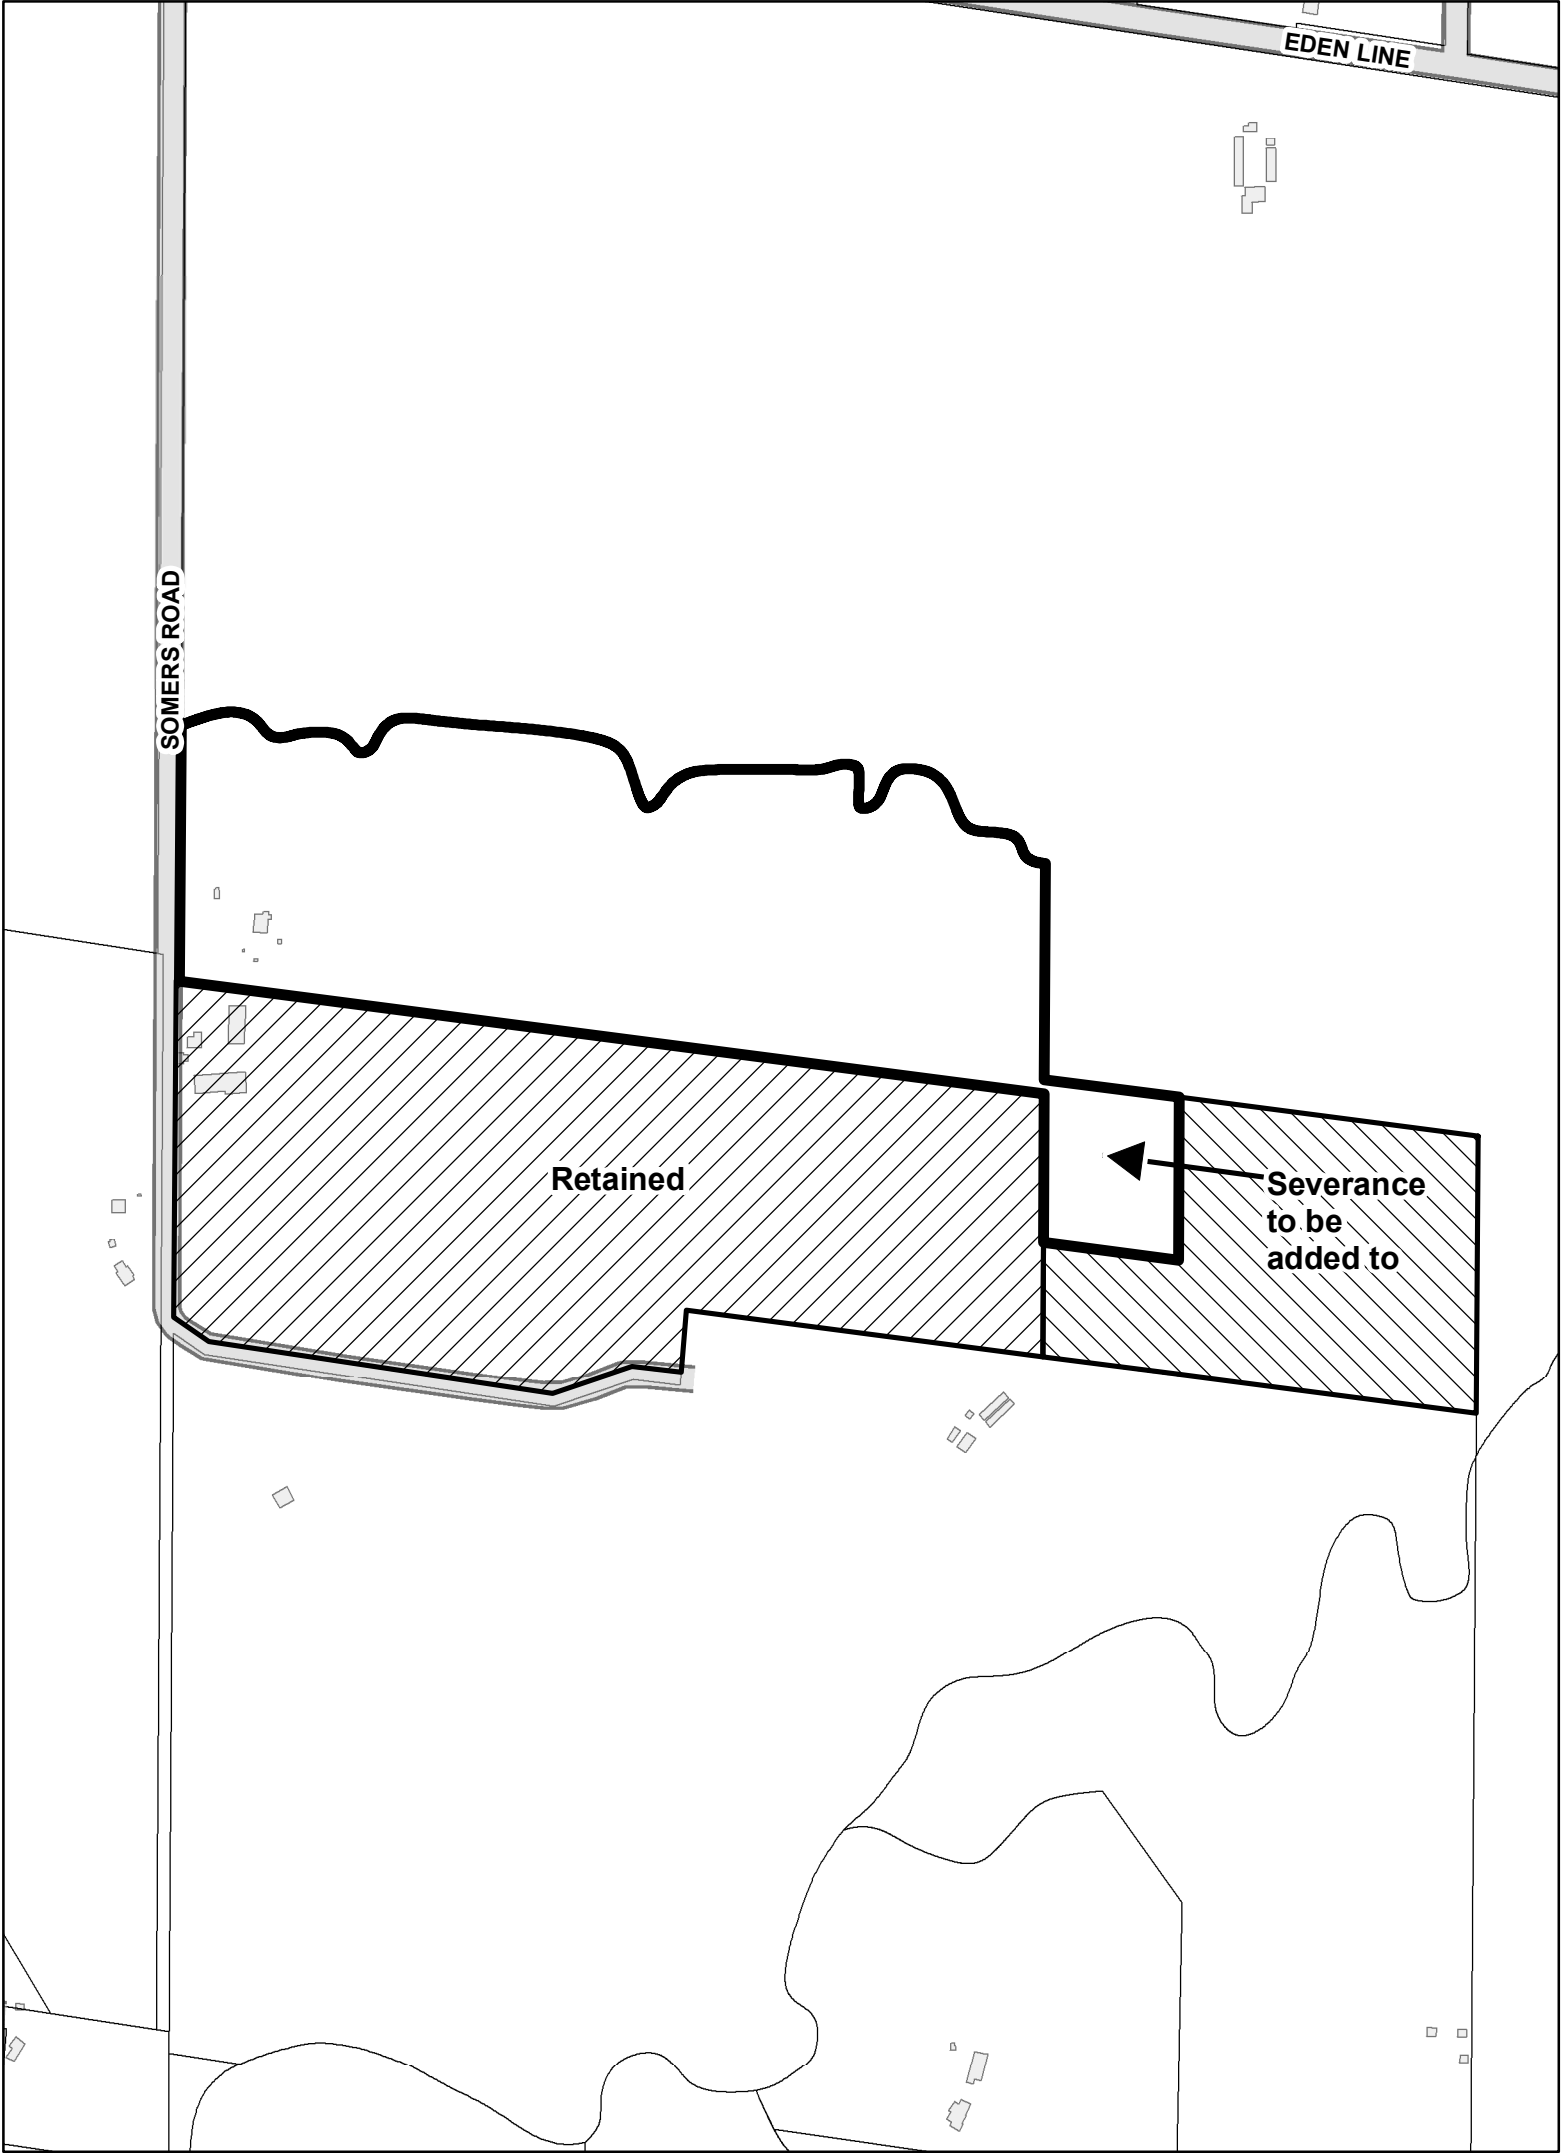 EDEN LINE
SOMERS ROAD
Retained
Severance
to be
added to